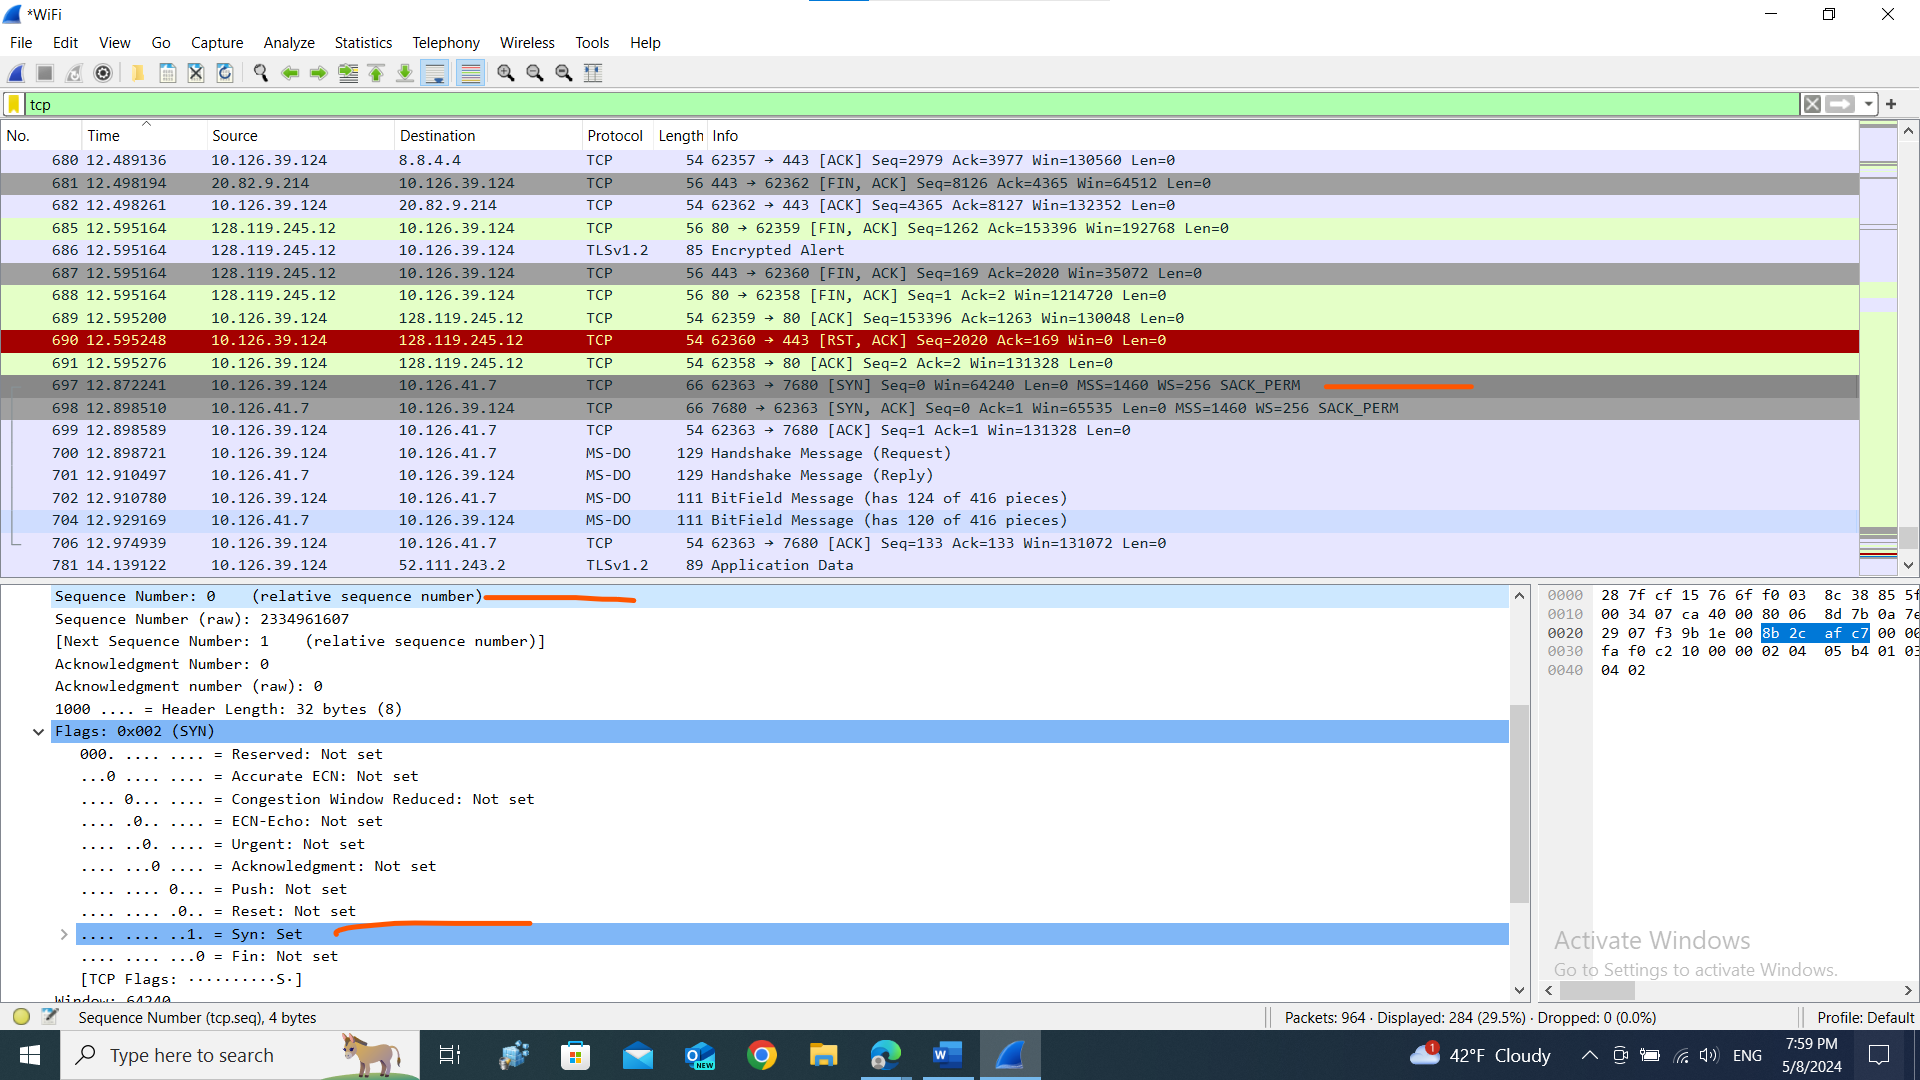 *WiFi
File Edit View Go Capture Analyze Statistics Telephony Wireless Tools Help
tcp
No. Time Source Destination Protocol Length Info
680 12.489136 10.126.39.124 8.8.4.4 TCP 54 62357 → 443 [ACK] Seq=2979 Ack=3977 Win=130560 Len=0
681 12.498194 20.82.9.214 10.126.39.124 TCP 56 443 → 62362 [FIN, ACK] Seq=8126 Ack=4365 Win=64512 Len=0
682 12.498261 10.126.39.124 20.82.9.214 TCP 54 62362 → 443 [ACK] Seq=4365 Ack=8127 Win=132352 Len=0
685 12.595164 128.119.245.12 10.126.39.124 TCP 56 80 → 62359 [FIN, ACK] Seq=1262 Ack=153396 Win=192768 Len=0
686 12.595164 128.119.245.12 10.126.39.124 TLSv1.2 85 Encrypted Alert
687 12.595164 128.119.245.12 10.126.39.124 TCP 56 443 → 62360 [FIN, ACK] Seq=169 Ack=2020 Win=35072 Len=0
688 12.595164 128.119.245.12 10.126.39.124 TCP 56 80 → 62358 [FIN, ACK] Seq=1 Ack=2 Win=1214720 Len=0
689 12.595200 10.126.39.124 128.119.245.12 TCP 54 62359 → 80 [ACK] Seq=153396 Ack=1263 Win=130048 Len=0
690 12.595248 10.126.39.124 128.119.245.12 TCP 54 62360 → 443 [RST, ACK] Seq=2020 Ack=169 Win=0 Len=0
691 12.595276 10.126.39.124 128.119.245.12 TCP 54 62358 → 80 [ACK] Seq=2 Ack=2 Win=131328 Len=0
697 12.872241 10.126.39.124 10.126.41.7 TCP 66 62363 → 7680 [SYN] Seq=0 Win=64240 Len=0 MSS=1460 WS=256 SACK_PERM
698 12.898510 10.126.41.7 10.126.39.124 TCP 66 7680 → 62363 [SYN, ACK] Seq=0 Ack=1 Win=65535 Len=0 MSS=1460 WS=256 SACK_PERM
699 12.898589 10.126.39.124 10.126.41.7 TCP 54 62363 → 7680 [ACK] Seq=1 Ack=1 Win=131328 Len=0
700 12.898721 10.126.39.124 10.126.41.7 MS-DO 129 Handshake Message (Request)
701 12.910497 10.126.41.7 10.126.39.124 MS-DO 129 Handshake Message (Reply)
702 12.910780 10.126.39.124 10.126.41.7 MS-DO 111 BitField Message (has 124 of 416 pieces)
704 12.929169 10.126.41.7 10.126.39.124 MS-DO 111 BitField Message (has 120 of 416 pieces)
706 12.974939 10.126.39.124 10.126.41.7 TCP 54 62363 → 7680 [ACK] Seq=133 Ack=133 Win=131072 Len=0
781 14.139122 10.126.39.124 52.111.243.2 TLSv1.2 89 Application Data
Sequence Number: 0 (relative sequence number)
Sequence Number (raw): 2334961607
[Next Sequence Number: 1 (relative sequence number)]
Acknowledgment Number: 0
Acknowledgment number (raw): 0
1000 .... = Header Length: 32 bytes (8)
Flags: 0x002 (SYN)
000. .... .... = Reserved: Not set
...0 .... .... = Accurate ECN: Not set
.... 0... .... = Congestion Window Reduced: Not set
.... .0.. .... = ECN-Echo: Not set
.... ..0. .... = Urgent: Not set
.... ...0 .... = Acknowledgment: Not set
.... .... 0... = Push: Not set
.... .... .0.. = Reset: Not set
.... .... ..1. = Syn: Set
.... .... ...0 = Fin: Not set
[TCP Flags: ··········S·]
Window: 64240
0000 28 7f cf 15 76 6f f0 03 8c 38 85 5f
0010 00 34 07 ca 40 00 80 06 8d 7b 0a 7e
0020 29 07 f3 9b 1e 00 8b 2c af c7 00 00
0030 fa f0 c2 10 00 00 02 04 05 b4 01 03
0040 04 02
Activate Windows
Go to Settings to activate Windows.
Sequence Number (tcp.seq), 4 bytes
Packets: 964 · Displayed: 284 (29.5%) · Dropped: 0 (0.0%)
Profile: Default
Type here to search
NEW
1
42°F Cloudy
ENG
7:59 PM
5/8/2024